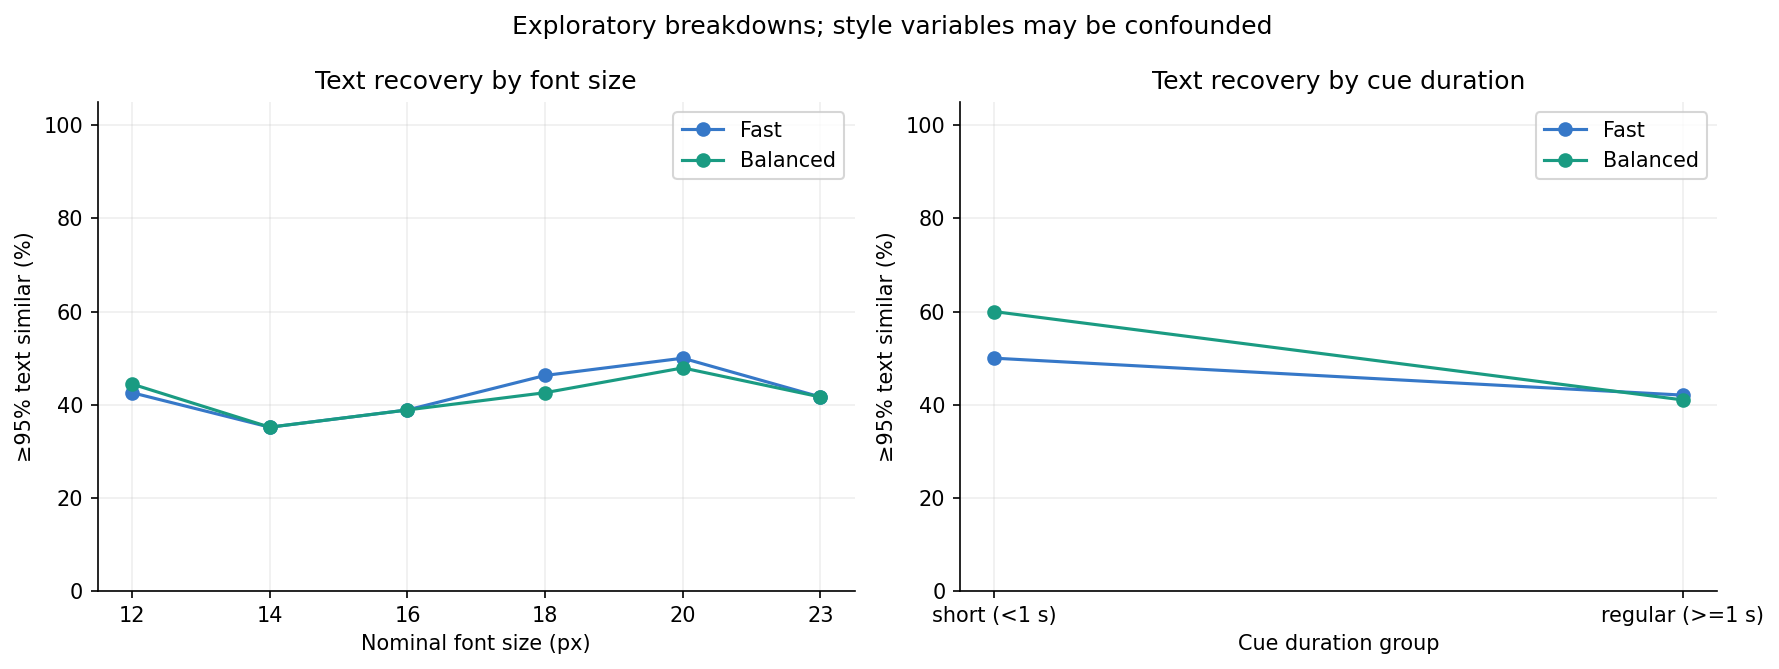 Exploratory breakdowns; style variables may be confounded
Text recovery by font size
≥95% text similar (%)
100
80
60
40
20
0
Fast
Balanced
12 14 16 18 20 23
Nominal font size (px)
Text recovery by cue duration
≥95% text similar (%)
100
80
60
40
20
0
Fast
Balanced
short (<1 s) regular (>=1 s)
Cue duration group